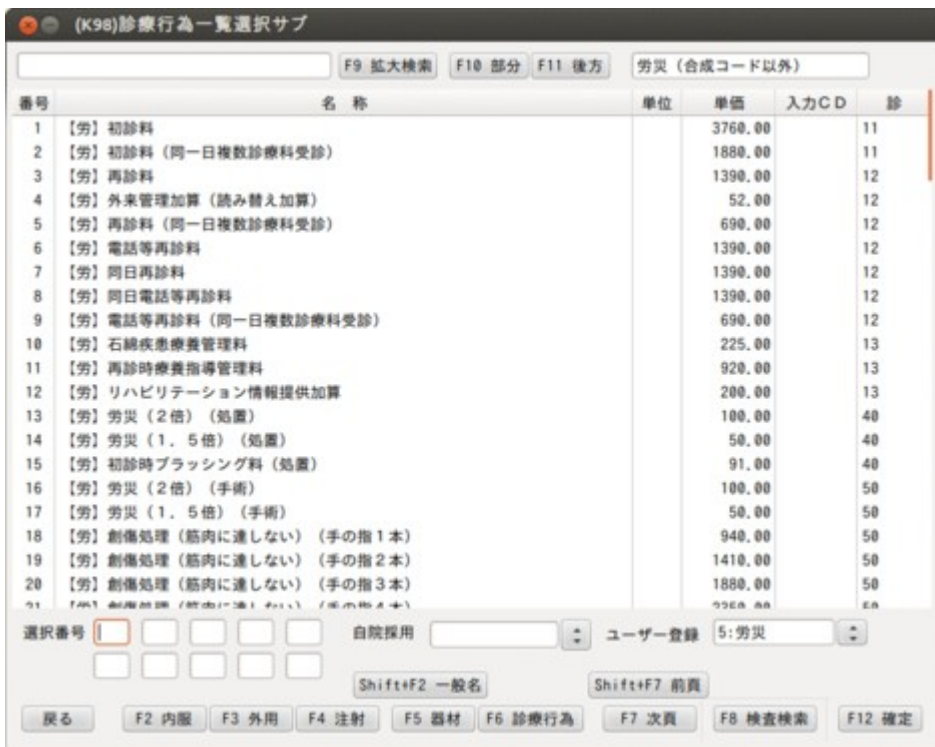 (K98)診療行為一覧選択サブ
F9 拡大検索 F10 部分 F11 後方 労災（合成コード以外）
番号 名 称 単位 単価 入力CD 診
1 【労】初診料 3760.00 11
2 【労】初診料（同一日複数診療科受診） 1880.00 11
3 【労】再診料 1390.00 12
4 【労】外来管理加算（読み替え加算） 52.00 12
5 【労】再診料（同一日複数診療科受診） 690.00 12
6 【労】電話等再診料 1390.00 12
7 【労】同日再診料 1390.00 12
8 【労】同日電話等再診料 1390.00 12
9 【労】電話等再診料（同一日複数診療科受診） 690.00 12
10 【労】石綿疾患療養管理料 225.00 13
11 【労】再診時療養指導管理料 920.00 13
12 【労】リハビリテーション情報提供加算 200.00 13
13 【労】労災（２倍）（処置） 100.00 40
14 【労】労災（１．５倍）（処置） 50.00 40
15 【労】初診時ブラッシング料（処置） 91.00 40
16 【労】労災（２倍）（手術） 100.00 50
17 【労】労災（１．５倍）（手術） 50.00 50
18 【労】創傷処理（筋肉に達しない）（手の指１本） 940.00 50
19 【労】創傷処理（筋肉に達しない）（手の指２本） 1410.00 50
20 【労】創傷処理（筋肉に達しない）（手の指３本） 1880.00 50
21 【労】創傷処理（筋肉に達しない）（手の指４本） 2350.00 50
選択番号 自院採用 ユーザー登録 5:労災
Shift+F2 一般名 Shift+F7 前頁
戻る F2 内服 F3 外用 F4 注射 F5 器材 F6 診療行為 F7 次頁 F8 検査検索 F12 確定